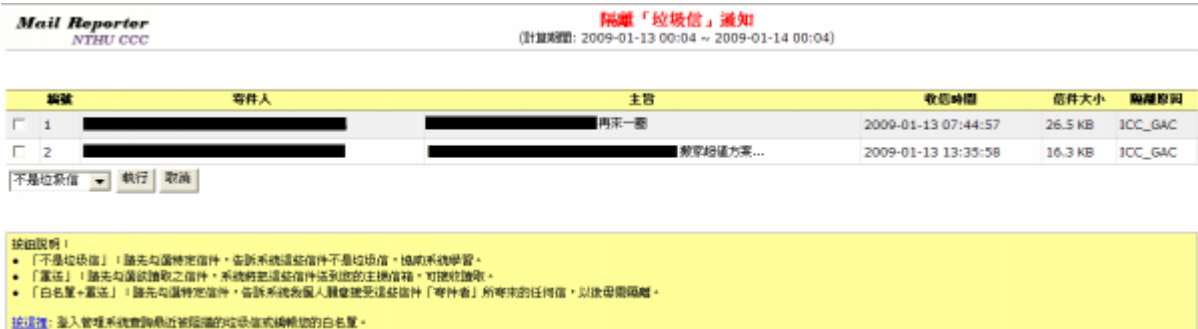 Mail Reporter
NTHU CCC
隔離「垃圾信」通知
(計算期間: 2009-01-13 00:04 ~ 2009-01-14 00:04)
編號 寄件人 主旨 收信時間 信件大小 隔離原因
1 再來一圈 2009-01-13 07:44:57 26.5 KB ICC_GAC
2 搬家超值方案... 2009-01-13 13:35:58 16.3 KB ICC_GAC
不是垃圾信 執行 取消
按鈕說明：
• 「不是垃圾信」：請先勾選特定信件，告訴系統這些信件不是垃圾信，協助系統學習。
• 「重送」：請先勾選欲讀取之信件，系統將把這些信件送到您的主機信箱，可接收讀取。
• 「白名單+重送」：請先勾選特定信件，告訴系統我個人願意接受這些信件「寄件者」所寄來的任何信，以後毋需隔離。
按這裡: 登入管理系統查詢最近被阻擋的垃圾信或編輯您的白名單。